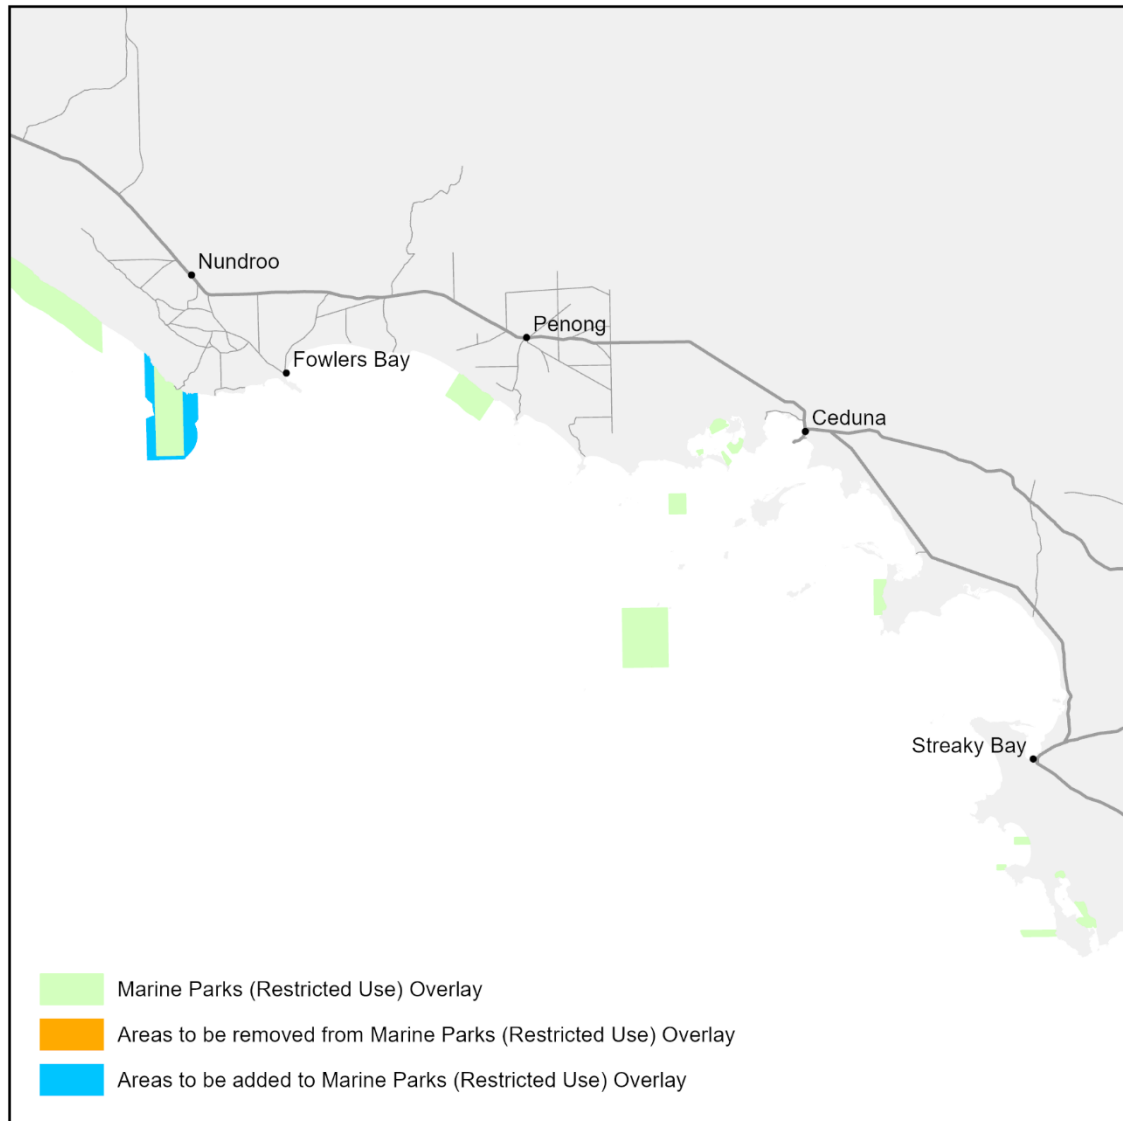 Nundroo
Penong
Fowlers Bay
Ceduna
Streaky Bay
Marine Parks (Restricted Use) Overlay
Areas to be removed from Marine Parks (Restricted Use) Overlay
Areas to be added to Marine Parks (Restricted Use) Overlay